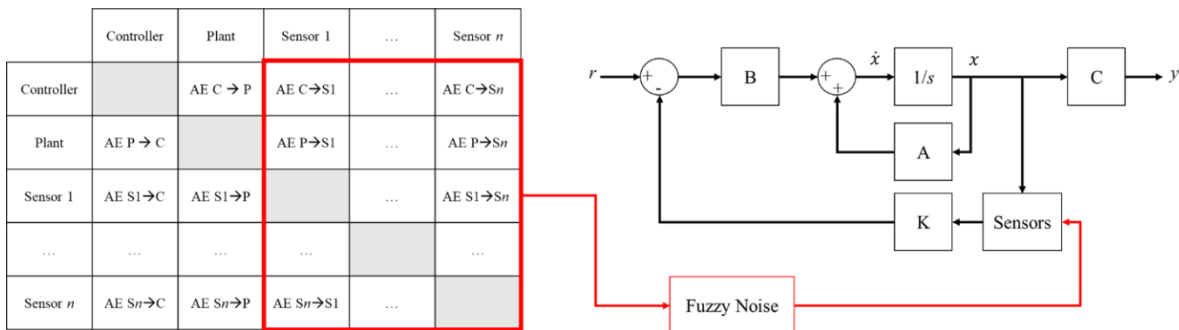 Controller Plant Sensor 1 … Sensor n
Controller AE C → P AE C→S1 … AE C→Sn
Plant AE P → C AE P→S1 … AE P→Sn
Sensor 1 AE S1→C AE S1→P AE S1→Sn
… … … … …
Sensor n AE Sn→C AE Sn→P AE Sn→S1 …
r + - B + + ẋ 1/s x C y
A
K Sensors
Fuzzy Noise